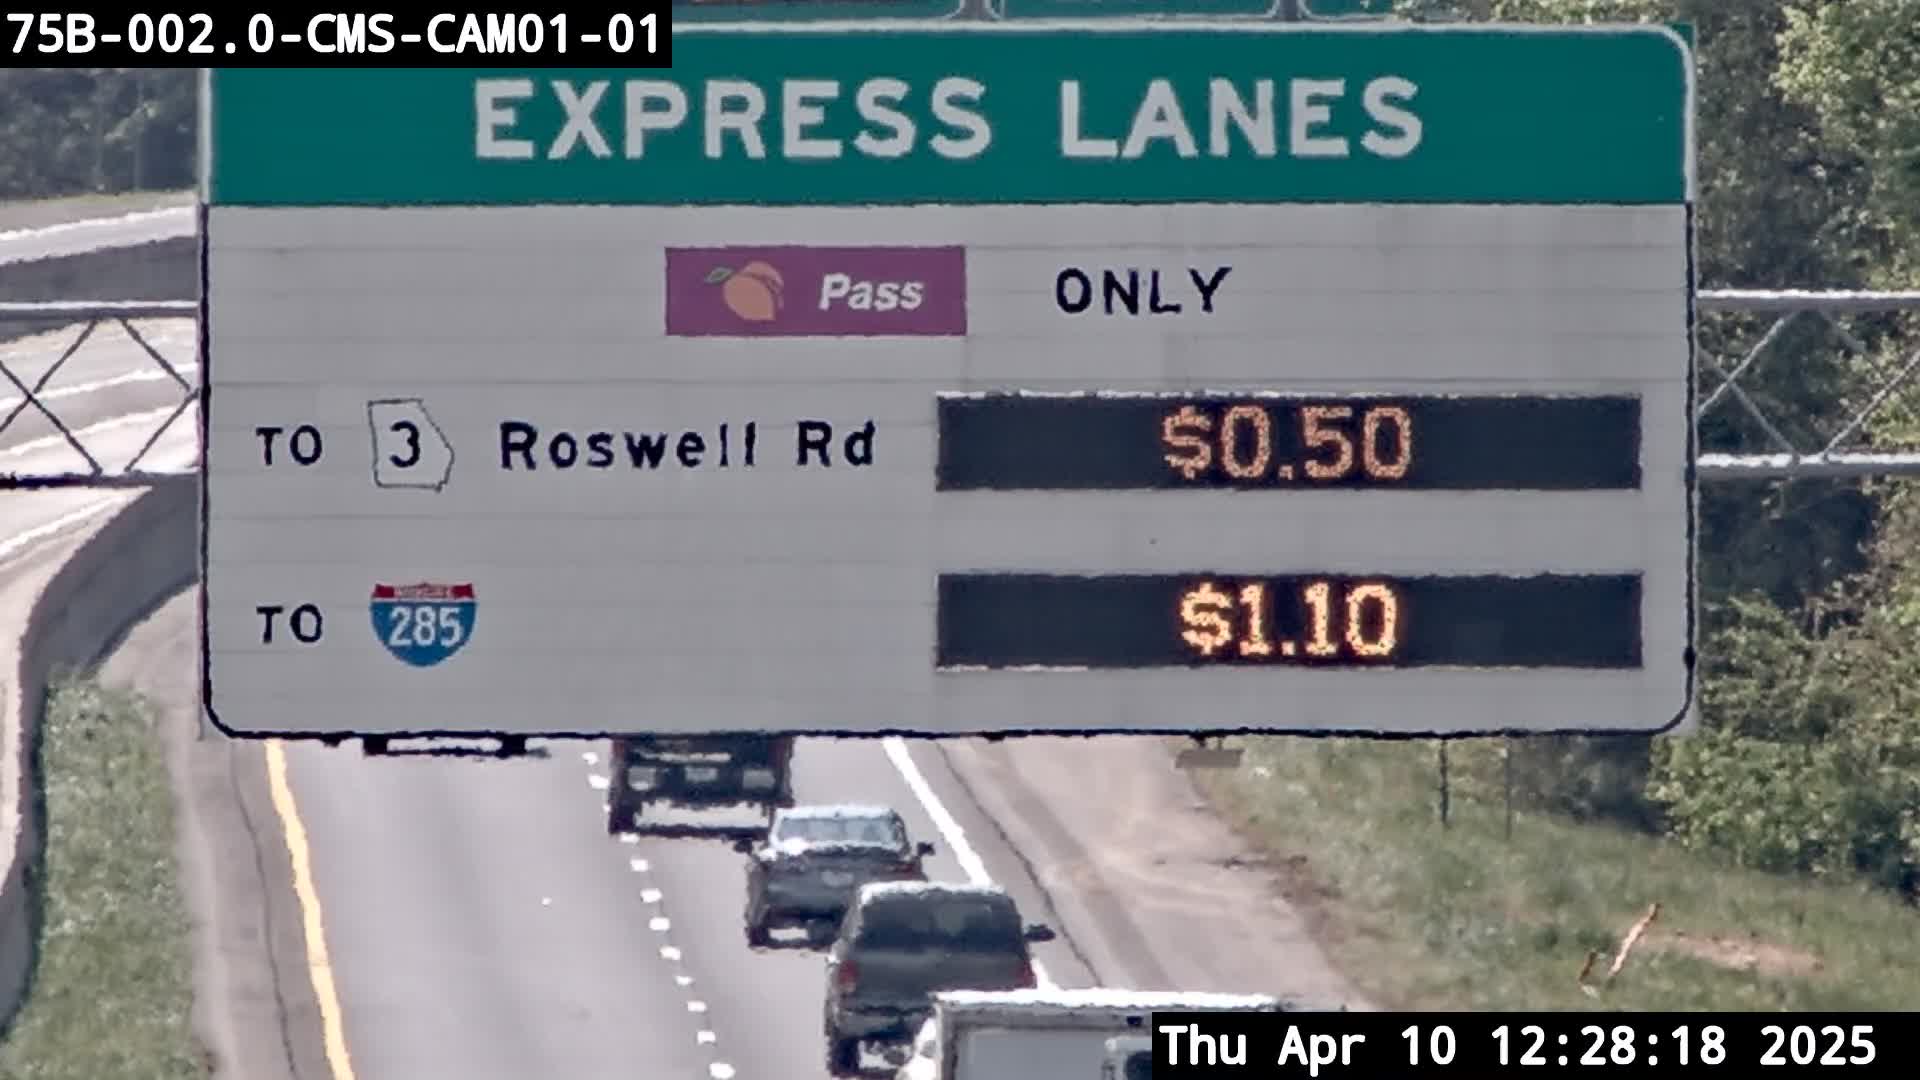 75B-002.0-CMS-CAM01-01
EXPRESS LANES
Pass ONLY
TO 3 Roswell Rd $0.50
TO 285 $1.10
Thu Apr 10 12:28:18 2025